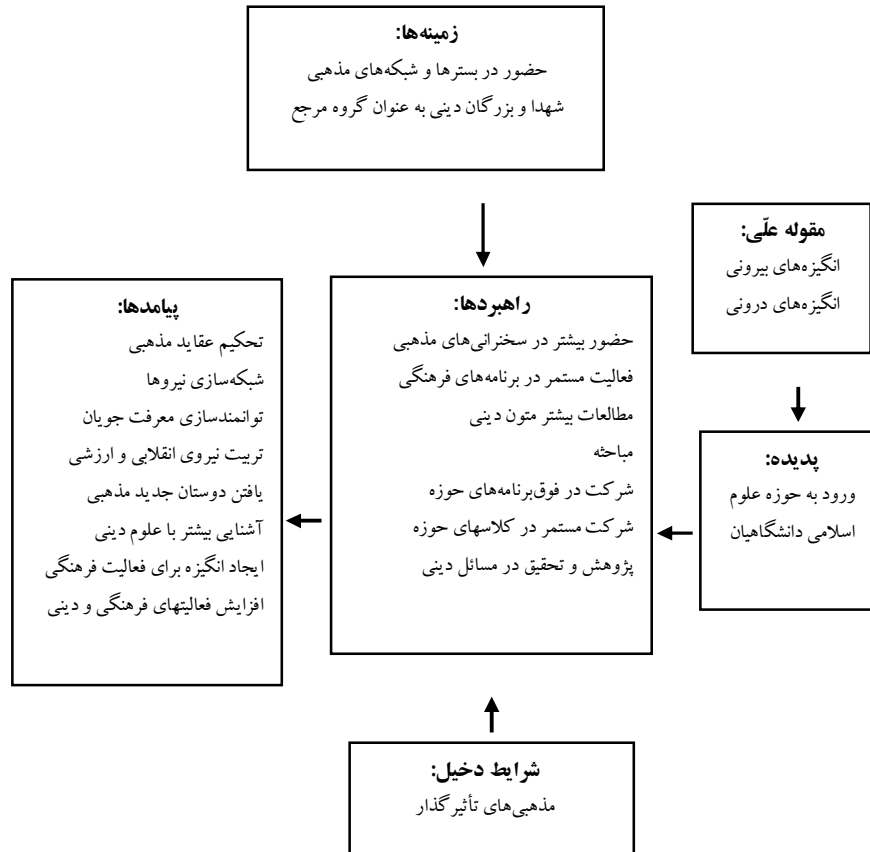 زمینه‌ها:
حضور در بسترها و شبکه‌های مذهبی
شهدا و بزرگان دینی به عنوان گروه مرجع
مقوله علّی:
انگیزه‌های بیرونی
انگیزه‌های درونی
پدیده:
ورود به حوزه علوم
اسلامی دانشگاهیان
راهبردها:
حضور بیشتر در سخنرانی‌های مذهبی
فعالیت مستمر در برنامه‌های فرهنگی
مطالعات بیشتر متون دینی
مباحثه
شرکت در فوق‌برنامه‌های حوزه
شرکت مستمر در کلاسهای حوزه
پژوهش و تحقیق در مسائل دینی
پیامدها:
تحکیم عقاید مذهبی
شبکه‌سازی نیروها
توانمندسازی معرفت جویان
تربیت نیروی انقلابی و ارزشی
یافتن دوستان جدید مذهبی
آشنایی بیشتر با علوم دینی
ایجاد انگیزه برای فعالیت فرهنگی
افزایش فعالیتهای فرهنگی و دینی
شرایط دخیل:
مذهبی‌های تأثیرگذار